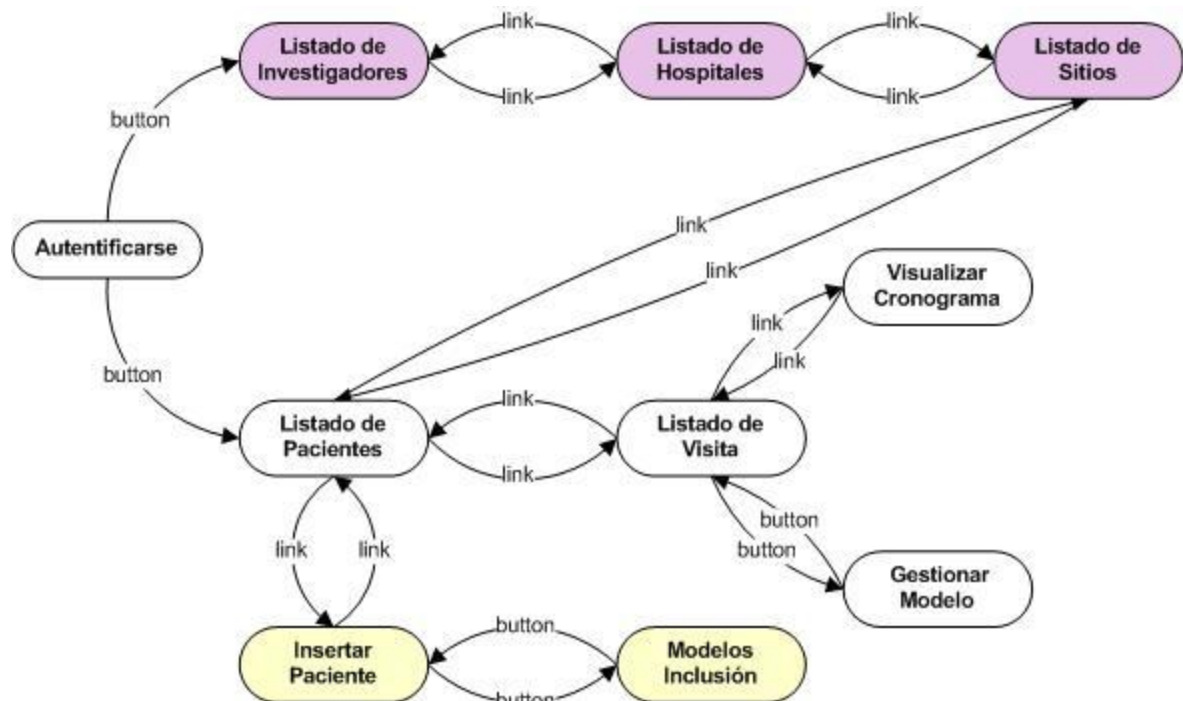 link
link
Listado de
Investigadores
Listado de
Hospitales
Listado de
Sitios
link
link
button
link
Autentificarse
link
Visualizar
Cronograma
link
link
button
Listado de
Pacientes
link
link
Listado de
Visita
button
button
link
link
Gestionar
Modelo
Insertar
Paciente
button
button
Modelos
Inclusión